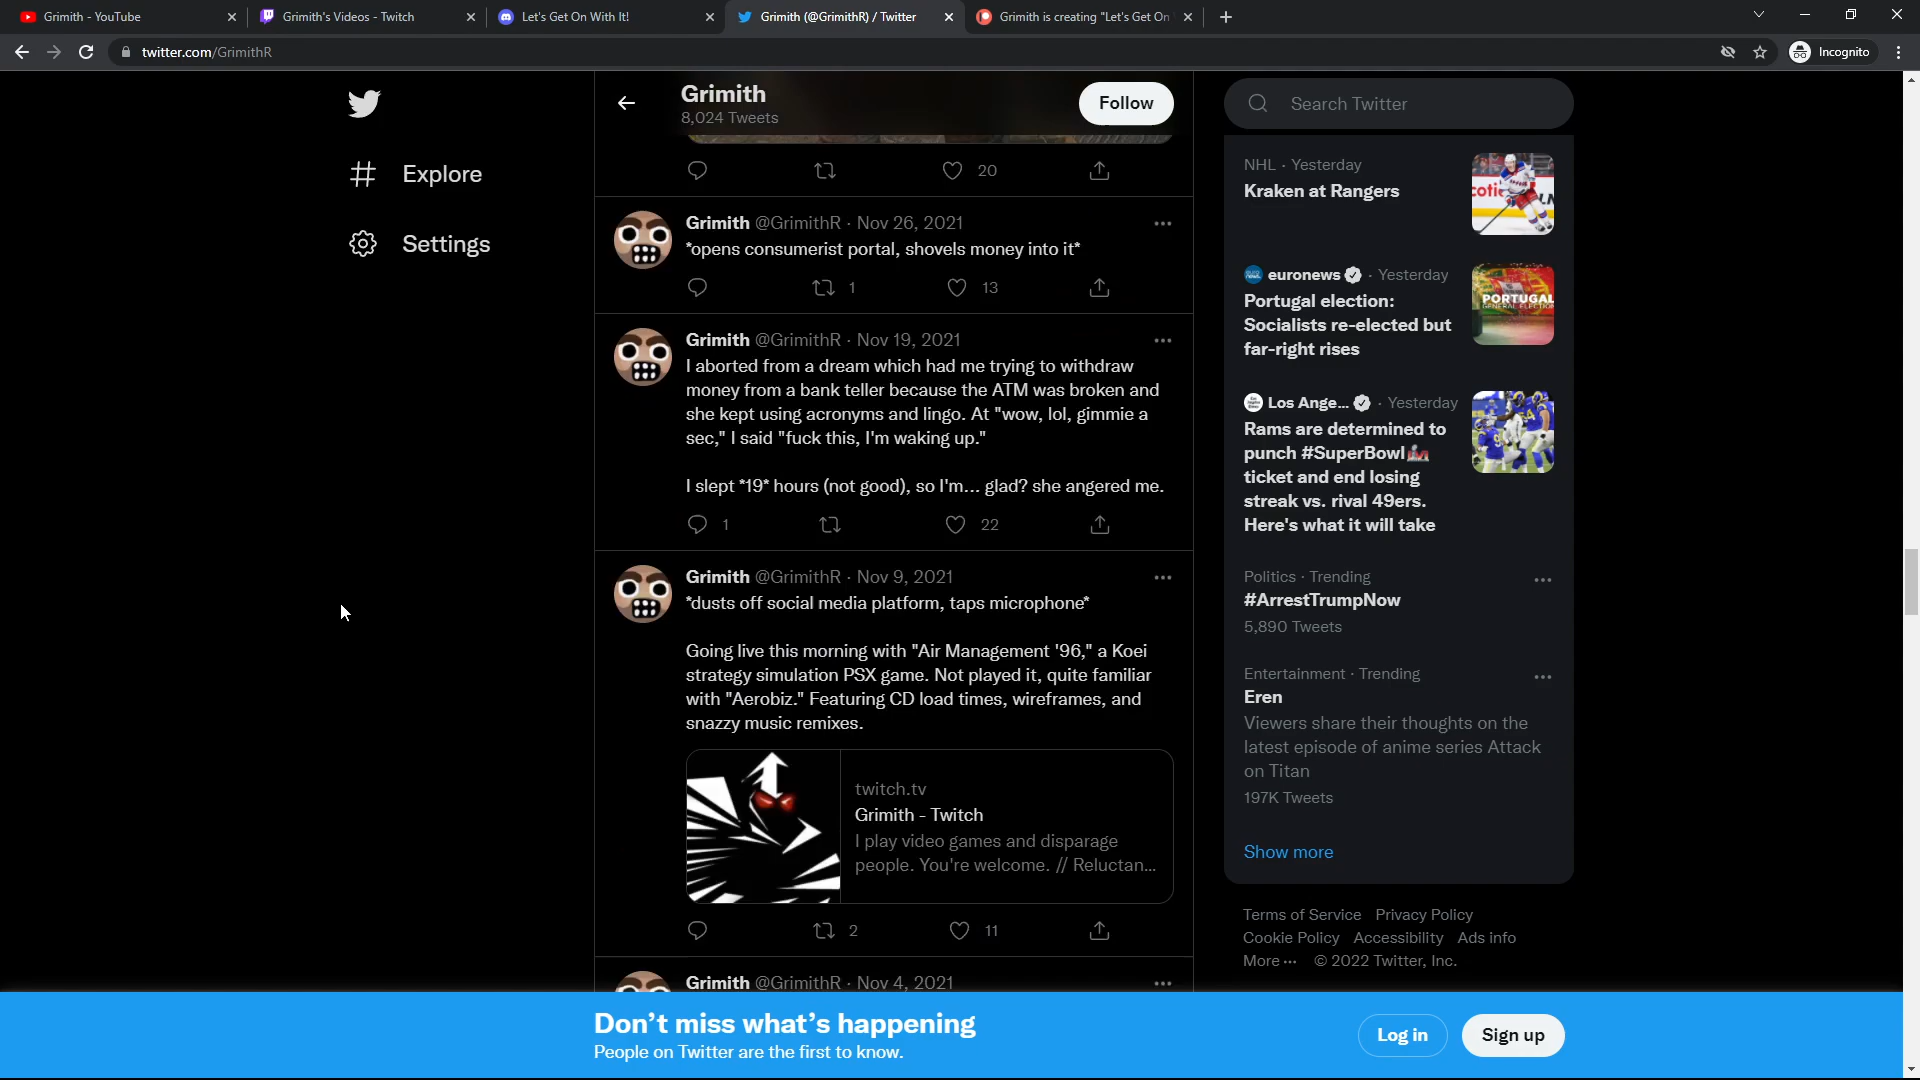 Grimith - YouTube
Grimith's Videos - Twitch
Let's Get On With It!
Grimith (@GrimithR) / Twitter
Grimith is creating "Let's Get On
twitter.com/GrimithR
Incognito
Explore
Settings
Grimith
8,024 Tweets
Follow
20
Grimith @GrimithR · Nov 26, 2021
*opens consumerist portal, shovels money into it*
1 13
Grimith @GrimithR · Nov 19, 2021
I aborted from a dream which had me trying to withdraw
money from a bank teller because the ATM was broken and
she kept using acronyms and lingo. At "wow, lol, gimmie a
sec," I said "fuck this, I'm waking up."
I slept *19* hours (not good), so I'm... glad? she angered me.
1 22
Grimith @GrimithR · Nov 9, 2021
*dusts off social media platform, taps microphone*
Going live this morning with "Air Management '96," a Koei
strategy simulation PSX game. Not played it, quite familiar
with "Aerobiz." Featuring CD load times, wireframes, and
snazzy music remixes.
twitch.tv
Grimith - Twitch
I play video games and disparage
people. You're welcome. // Reluctan...
2 11
Grimith @GrimithR · Nov 4, 2021
Search Twitter
NHL · Yesterday
Kraken at Rangers
euronews · Yesterday
Portugal election:
Socialists re-elected but
far-right rises
PORTUGAL
GENERAL ELECTION
Los Ange... · Yesterday
Rams are determined to
punch #SuperBowl
ticket and end losing
streak vs. rival 49ers.
Here's what it will take
Politics · Trending
#ArrestTrumpNow
5,890 Tweets
Entertainment · Trending
Eren
Viewers share their thoughts on the
latest episode of anime series Attack
on Titan
197K Tweets
Show more
Terms of Service Privacy Policy
Cookie Policy Accessibility Ads info
More ··· © 2022 Twitter, Inc.
Don't miss what's happening
People on Twitter are the first to know.
Log in
Sign up